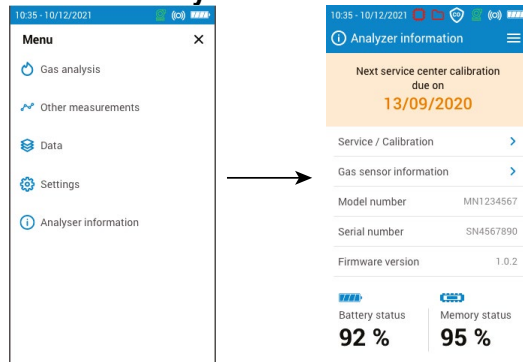 10:35 - 10/12/2021
Menu
Gas analysis
Other measurements
Data
Settings
Analyser information
10:35 - 10/12/2021
CO
Analyzer information
Next service center calibration
due on
13/09/2020
Service / Calibration
Gas sensor information
Model number MN1234567
Serial number SN4567890
Firmware version 1.0.2
Battery status Memory status
92 % 95 %